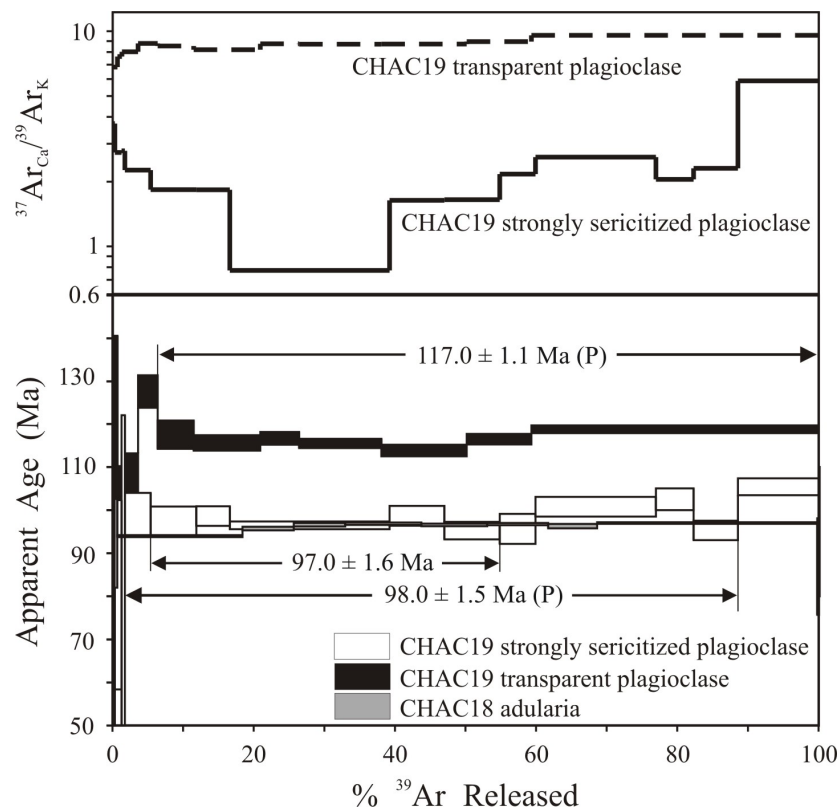 10
CHAC19 transparent plagioclase
³⁷Ar_Ca/³⁹Ar_K
CHAC19 strongly sericitized plagioclase
1
0.6
117.0 ± 1.1 Ma (P)
130
110
Apparent Age (Ma)
90
97.0 ± 1.6 Ma
98.0 ± 1.5 Ma (P)
70
CHAC19 strongly sericitized plagioclase
CHAC19 transparent plagioclase
CHAC18 adularia
50
0 20 40 60 80 100
% ³⁹Ar Released